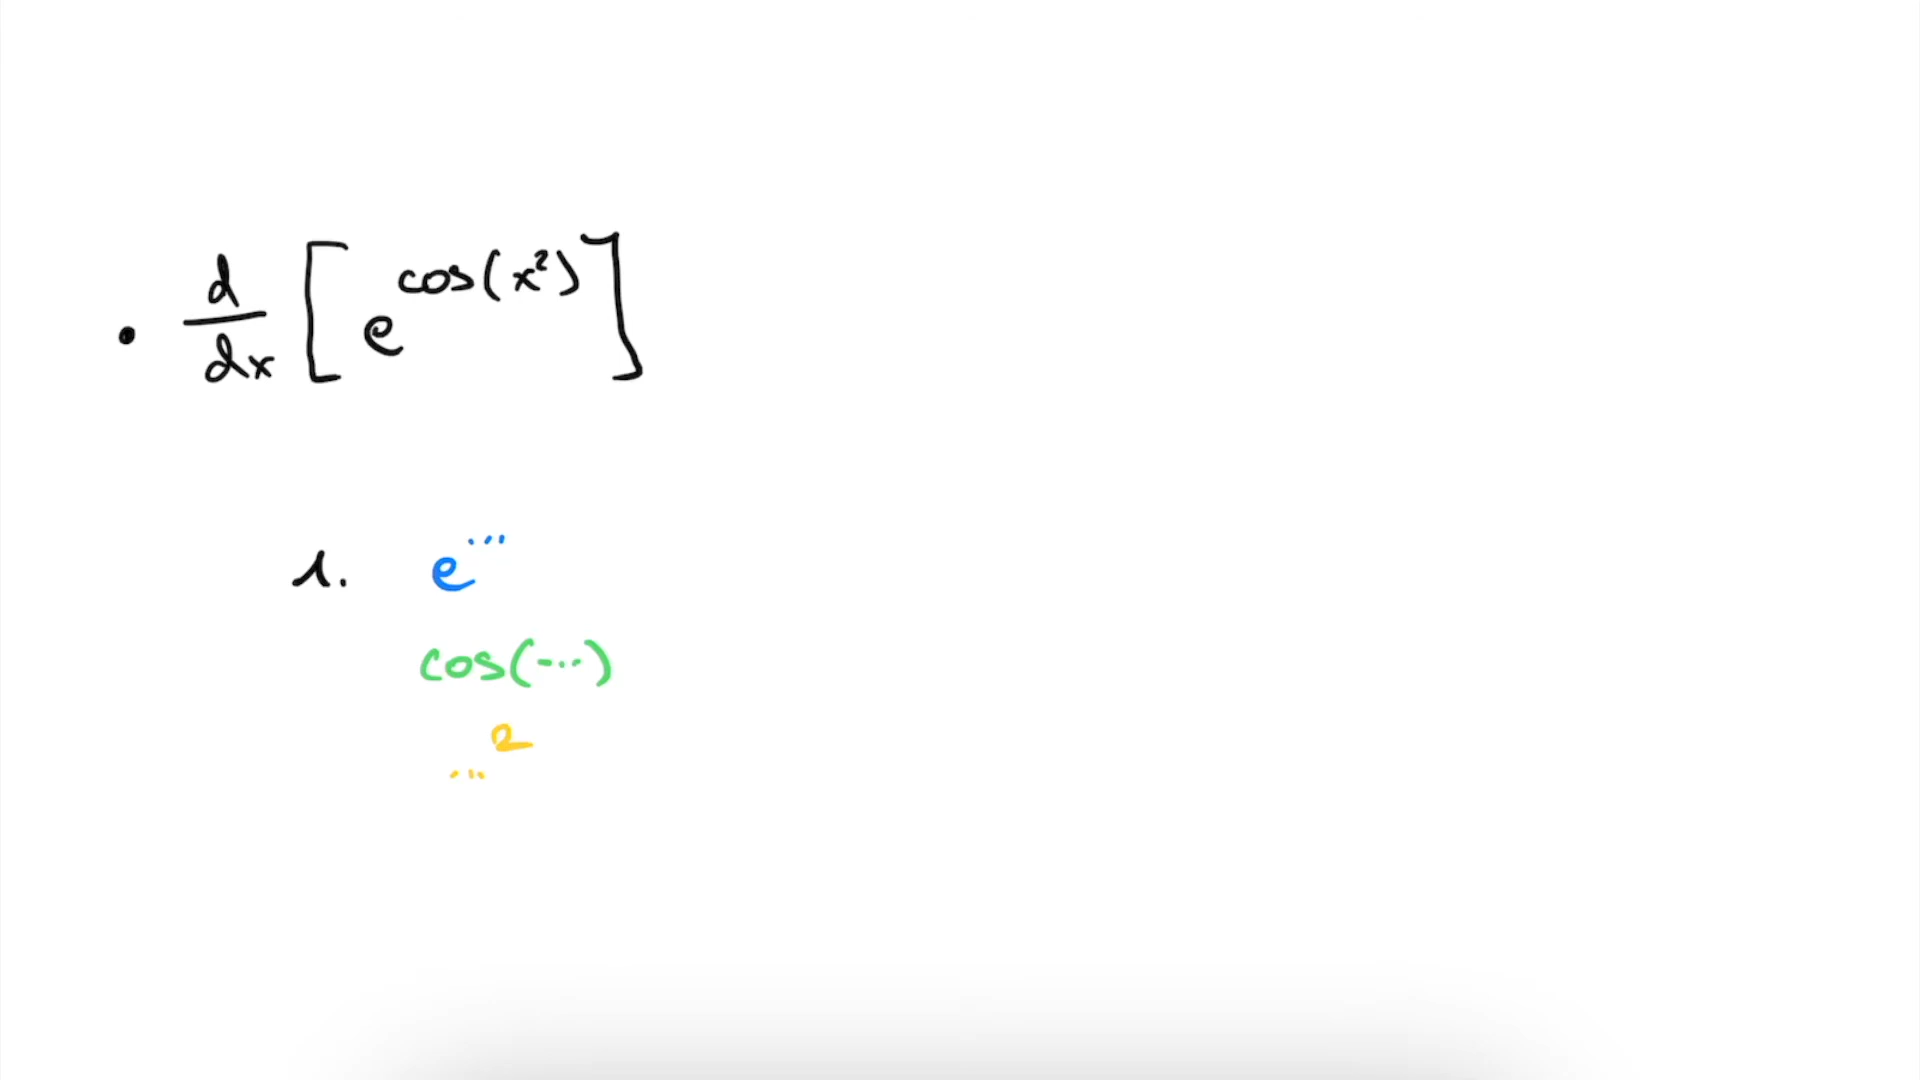 • d/dx [e^cos(x²)]
1. e^...
cos(...)
...²